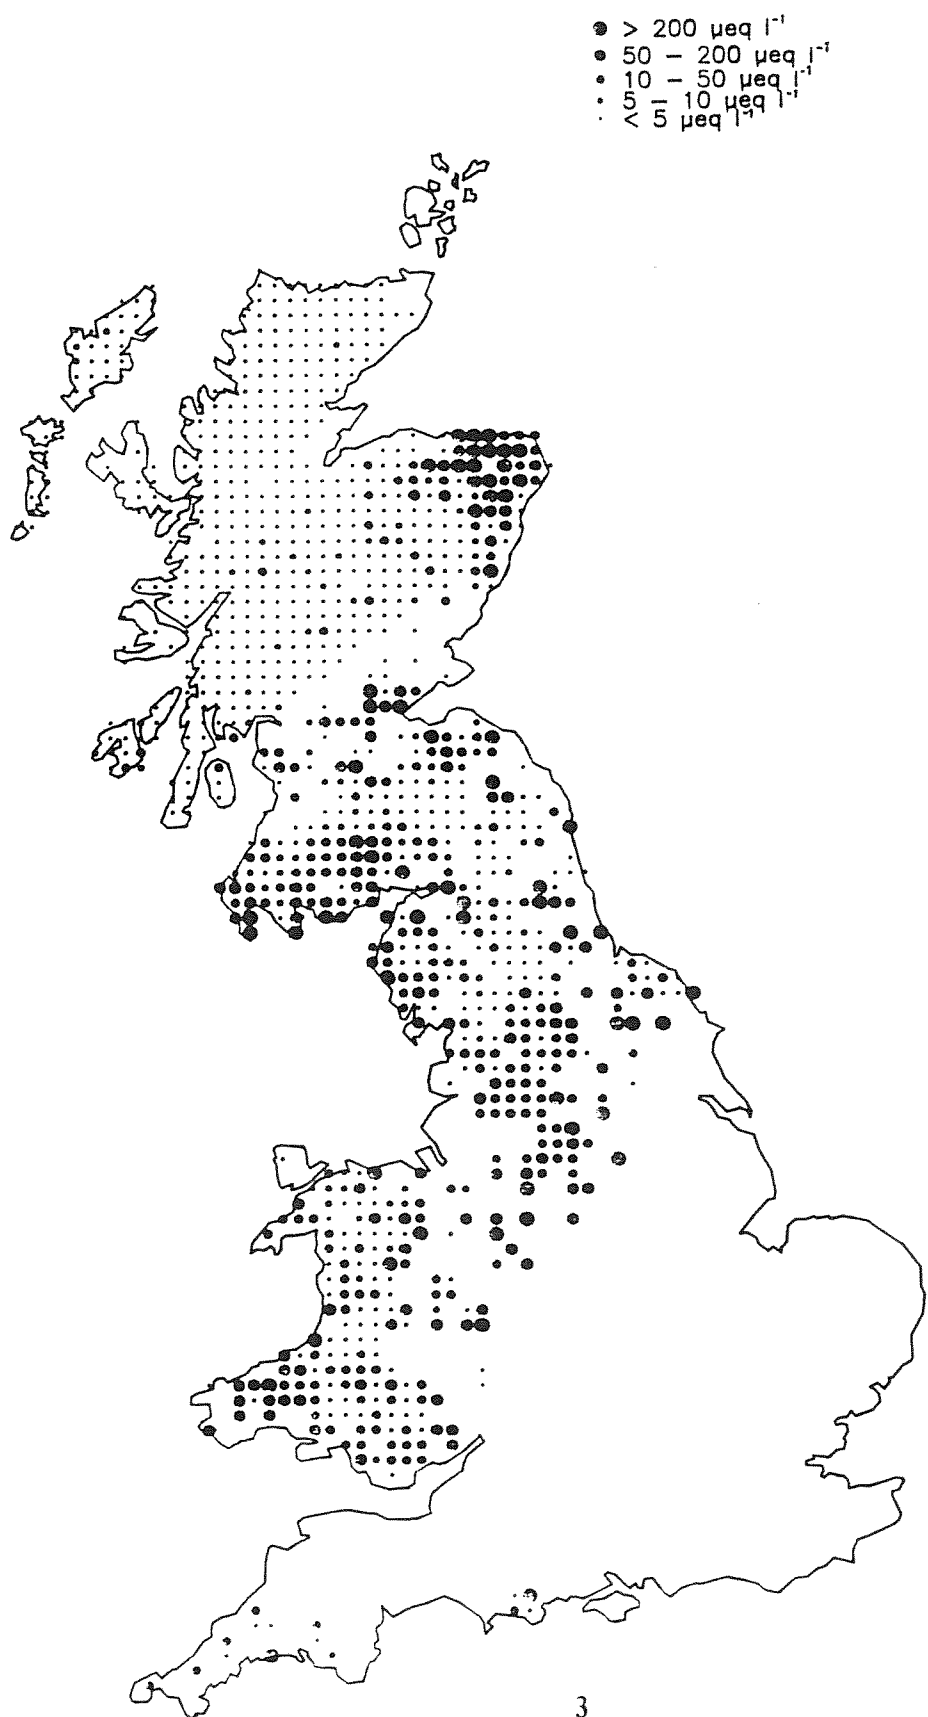 ● > 200 µeq l⁻¹
● 50 – 200 µeq l⁻¹
• 10 – 50 µeq l⁻¹
• 5 – 10 µeq l⁻¹
· < 5 µeq l⁻¹
3